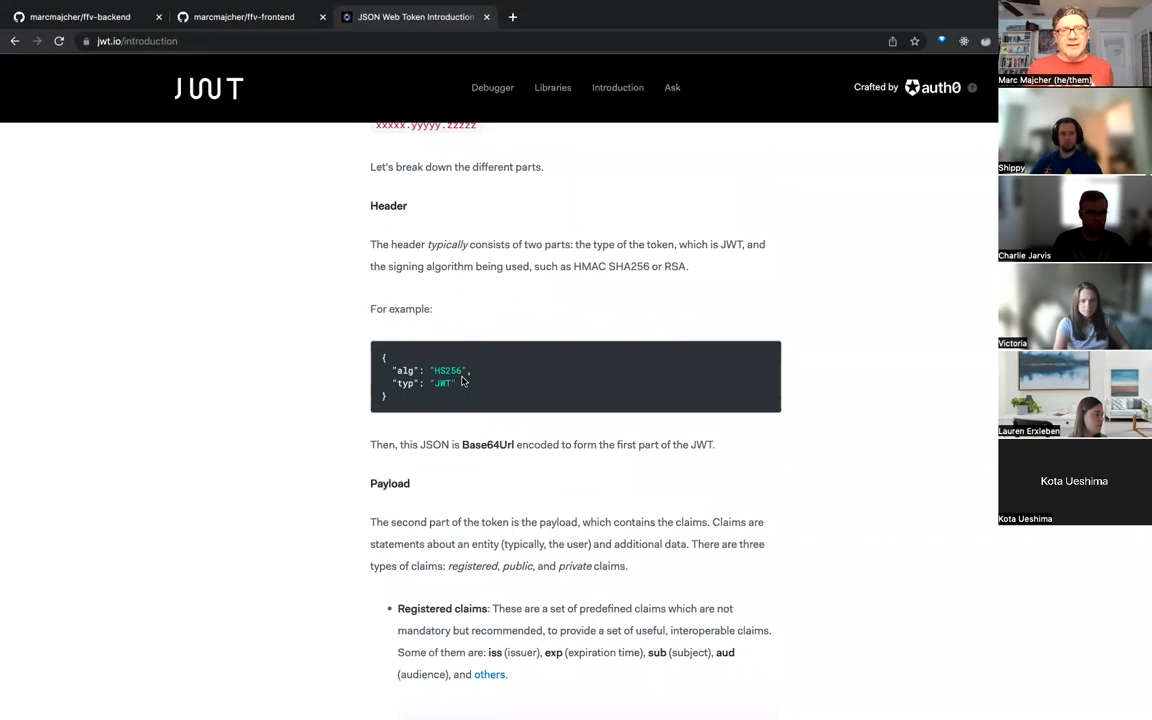 marcmajcher/ffv-backend
marcmajcher/ffv-frontend
JSON Web Token Introduction
jwt.io/introduction
JWT
Debugger
Libraries
Introduction
Ask
Crafted by auth0
xxxxx.yyyyy.zzzzz
Let's break down the different parts.
Header
The header typically consists of two parts: the type of the token, which is JWT, and
the signing algorithm being used, such as HMAC SHA256 or RSA.
For example:
{
"alg": "HS256",
"typ": "JWT"
}
Then, this JSON is Base64Url encoded to form the first part of the JWT.
Payload
The second part of the token is the payload, which contains the claims. Claims are
statements about an entity (typically, the user) and additional data. There are three
types of claims: registered, public, and private claims.
• Registered claims: These are a set of predefined claims which are not
mandatory but recommended, to provide a set of useful, interoperable claims.
Some of them are: iss (issuer), exp (expiration time), sub (subject), aud
(audience), and others.
Marc Majcher (he/them)
Shippy
Charlie Jarvis
Victoria
Lauren Erxleben
Kota Ueshima
Kota Ueshima